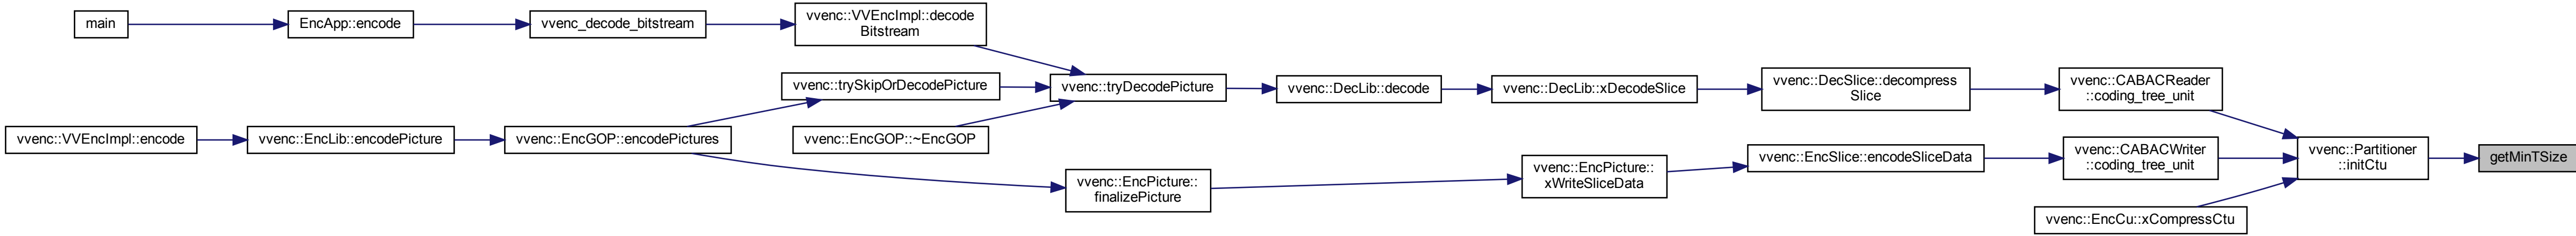 main
EncApp::encode
vvenc_decode_bitstream
vvenc::VVEncImpl::decode
Bitstream
vvenc::trySkipOrDecodePicture
vvenc::tryDecodePicture
vvenc::DecLib::decode
vvenc::DecLib::xDecodeSlice
vvenc::DecSlice::decompress
Slice
vvenc::CABACReader
::coding_tree_unit
vvenc::VVEncImpl::encode
vvenc::EncLib::encodePicture
vvenc::EncGOP::encodePictures
vvenc::EncGOP::~EncGOP
vvenc::EncPicture::
finalizePicture
vvenc::EncPicture::
xWriteSliceData
vvenc::EncSlice::encodeSliceData
vvenc::CABACWriter
::coding_tree_unit
vvenc::Partitioner
::initCtu
getMinTSize
vvenc::EncCu::xCompressCtu